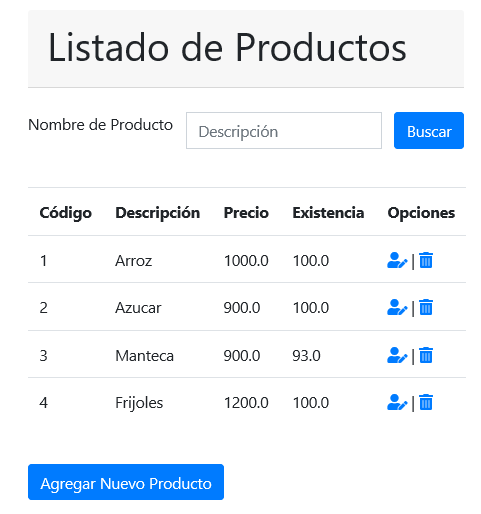 Listado de Productos
Nombre de Producto Descripción Buscar
Código Descripción Precio Existencia Opciones
1 Arroz 1000.0 100.0 |
2 Azucar 900.0 100.0 |
3 Manteca 900.0 93.0 |
4 Frijoles 1200.0 100.0 |
Agregar Nuevo Producto